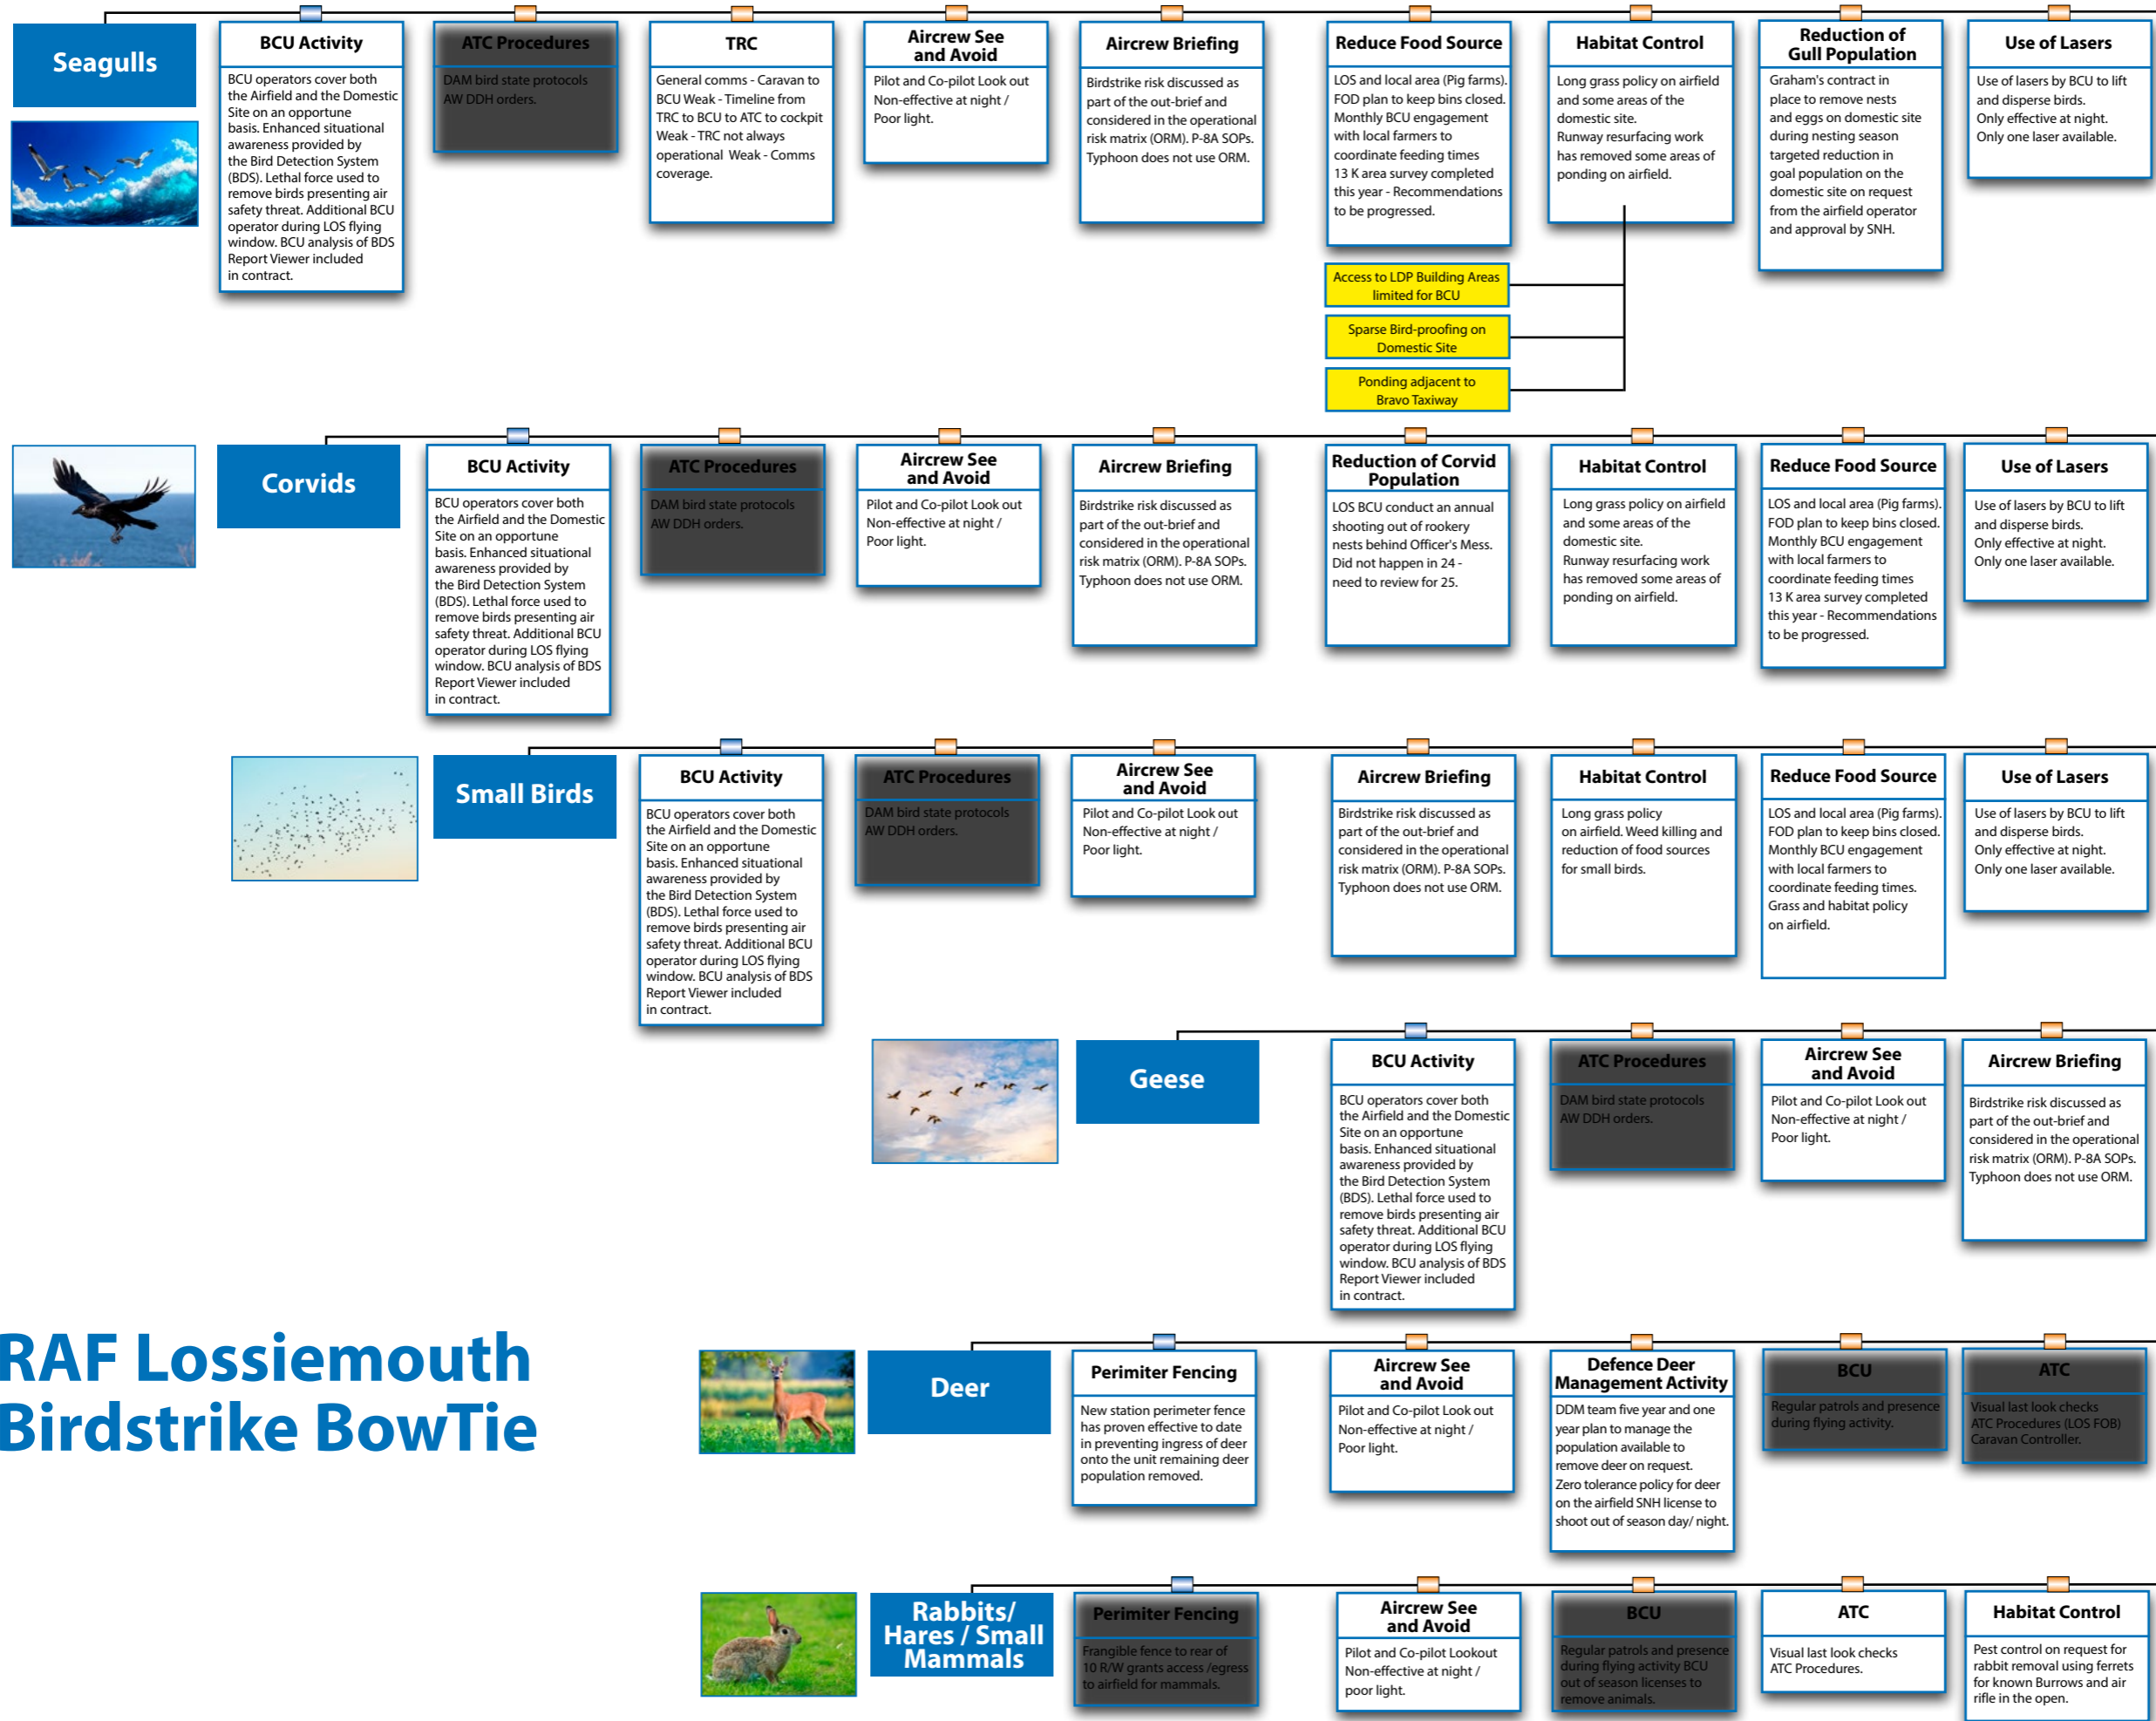 Seagulls
BCU Activity
BCU operators cover both
the Airfield and the Domestic
Site on an opportune
basis. Enhanced situational
awareness provided by
the Bird Detection System
(BDS). Lethal force used to
remove birds presenting air
safety threat. Additional BCU
operator during LOS flying
window. BCU analysis of BDS
Report Viewer included
in contract.
ATC Procedures
DAM bird state protocols
AW DDH orders.
TRC
General comms - Caravan to
BCU Weak - Timeline from
TRC to BCU to ATC to cockpit
Weak - TRC not always
operational Weak - Comms
coverage.
Aircrew See
and Avoid
Pilot and Co-pilot Look out
Non-effective at night /
Poor light.
Aircrew Briefing
Birdstrike risk discussed as
part of the out-brief and
considered in the operational
risk matrix (ORM). P-8A SOPs.
Typhoon does not use ORM.
Reduce Food Source
LOS and local area (Pig farms).
FOD plan to keep bins closed.
Monthly BCU engagement
with local farmers to
coordinate feeding times
13 K area survey completed
this year - Recommendations
to be progressed.
Habitat Control
Long grass policy on airfield
and some areas of the
domestic site.
Runway resurfacing work
has removed some areas of
ponding on airfield.
Reduction of
Gull Population
Graham's contract in
place to remove nests
and eggs on domestic site
during nesting season
targeted reduction in
goal population on the
domestic site on request
from the airfield operator
and approval by SNH.
Use of Lasers
Use of lasers by BCU to lift
and disperse birds.
Only effective at night.
Only one laser available.
Access to LDP Building Areas
limited for BCU
Sparse Bird-proofing on
Domestic Site
Ponding adjacent to
Bravo Taxiway
Corvids
BCU Activity
BCU operators cover both
the Airfield and the Domestic
Site on an opportune
basis. Enhanced situational
awareness provided by
the Bird Detection System
(BDS). Lethal force used to
remove birds presenting air
safety threat. Additional BCU
operator during LOS flying
window. BCU analysis of BDS
Report Viewer included
in contract.
ATC Procedures
DAM bird state protocols
AW DDH orders.
Aircrew See
and Avoid
Pilot and Co-pilot Look out
Non-effective at night /
Poor light.
Aircrew Briefing
Birdstrike risk discussed as
part of the out-brief and
considered in the operational
risk matrix (ORM). P-8A SOPs.
Typhoon does not use ORM.
Reduction of Corvid
Population
LOS BCU conduct an annual
shooting out of rookery
nests behind Officer's Mess.
Did not happen in 24 -
need to review for 25.
Habitat Control
Long grass policy on airfield
and some areas of the
domestic site.
Runway resurfacing work
has removed some areas of
ponding on airfield.
Reduce Food Source
LOS and local area (Pig farms).
FOD plan to keep bins closed.
Monthly BCU engagement
with local farmers to
coordinate feeding times
13 K area survey completed
this year - Recommendations
to be progressed.
Use of Lasers
Use of lasers by BCU to lift
and disperse birds.
Only effective at night.
Only one laser available.
Small Birds
BCU Activity
BCU operators cover both
the Airfield and the Domestic
Site on an opportune
basis. Enhanced situational
awareness provided by
the Bird Detection System
(BDS). Lethal force used to
remove birds presenting air
safety threat. Additional BCU
operator during LOS flying
window. BCU analysis of BDS
Report Viewer included
in contract.
ATC Procedures
DAM bird state protocols
AW DDH orders.
Aircrew See
and Avoid
Pilot and Co-pilot Look out
Non-effective at night /
Poor light.
Aircrew Briefing
Birdstrike risk discussed as
part of the out-brief and
considered in the operational
risk matrix (ORM). P-8A SOPs.
Typhoon does not use ORM.
Habitat Control
Long grass policy
on airfield. Weed killing and
reduction of food sources
for small birds.
Reduce Food Source
LOS and local area (Pig farms).
FOD plan to keep bins closed.
Monthly BCU engagement
with local farmers to
coordinate feeding times.
Grass and habitat policy
on airfield.
Use of Lasers
Use of lasers by BCU to lift
and disperse birds.
Only effective at night.
Only one laser available.
Geese
BCU Activity
BCU operators cover both
the Airfield and the Domestic
Site on an opportune
basis. Enhanced situational
awareness provided by
the Bird Detection System
(BDS). Lethal force used to
remove birds presenting air
safety threat. Additional BCU
operator during LOS flying
window. BCU analysis of BDS
Report Viewer included
in contract.
ATC Procedures
DAM bird state protocols
AW DDH orders.
Aircrew See
and Avoid
Pilot and Co-pilot Look out
Non-effective at night /
Poor light.
Aircrew Briefing
Birdstrike risk discussed as
part of the out-brief and
considered in the operational
risk matrix (ORM). P-8A SOPs.
Typhoon does not use ORM.
RAF Lossiemouth
Birdstrike BowTie
Deer
Perimiter Fencing
New station perimeter fence
has proven effective to date
in preventing ingress of deer
onto the unit remaining deer
population removed.
Aircrew See
and Avoid
Pilot and Co-pilot Look out
Non-effective at night /
Poor light.
Defence Deer
Management Activity
DDM team five year and one
year plan to manage the
population available to
remove deer on request.
Zero tolerance policy for deer
on the airfield SNH license to
shoot out of season day/ night.
BCU
Regular patrols and presence
during flying activity.
ATC
Visual last look checks
ATC Procedures (LOS FOB)
Caravan Controller.
Rabbits/
Hares / Small
Mammals
Perimiter Fencing
Frangible fence to rear of
10 R/W grants access /egress
to airfield for mammals.
Aircrew See
and Avoid
Pilot and Co-pilot Lookout
Non-effective at night /
poor light.
BCU
Regular patrols and presence
during flying activity BCU
out of season licenses to
remove animals.
ATC
Visual last look checks
ATC Procedures.
Habitat Control
Pest control on request for
rabbit removal using ferrets
for known Burrows and air
rifle in the open.